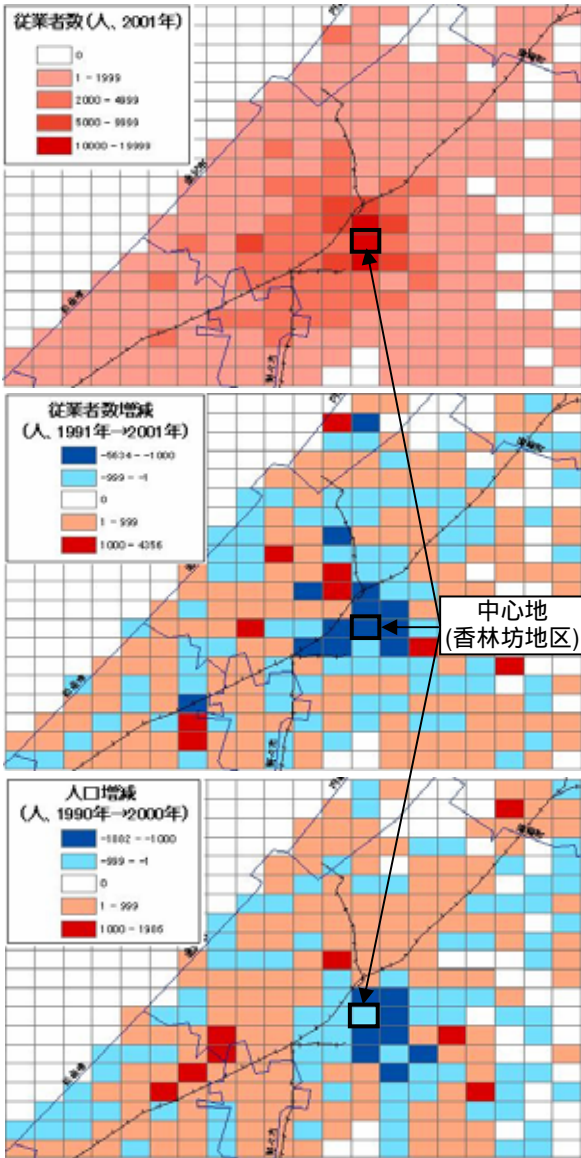 従業者数(人、2001年)
0
1 - 1999
2000 - 4999
5000 - 9999
10000 - 19999
従業者数増減
(人、1991年→2001年)
-5634 - -1000
-999 - -1
0
1 - 999
1000 - 4356
中心地
(香林坊地区)
人口増減
(人、1990年→2000年)
-1882 - -1000
-999 - -1
0
1 - 999
1000 - 1986